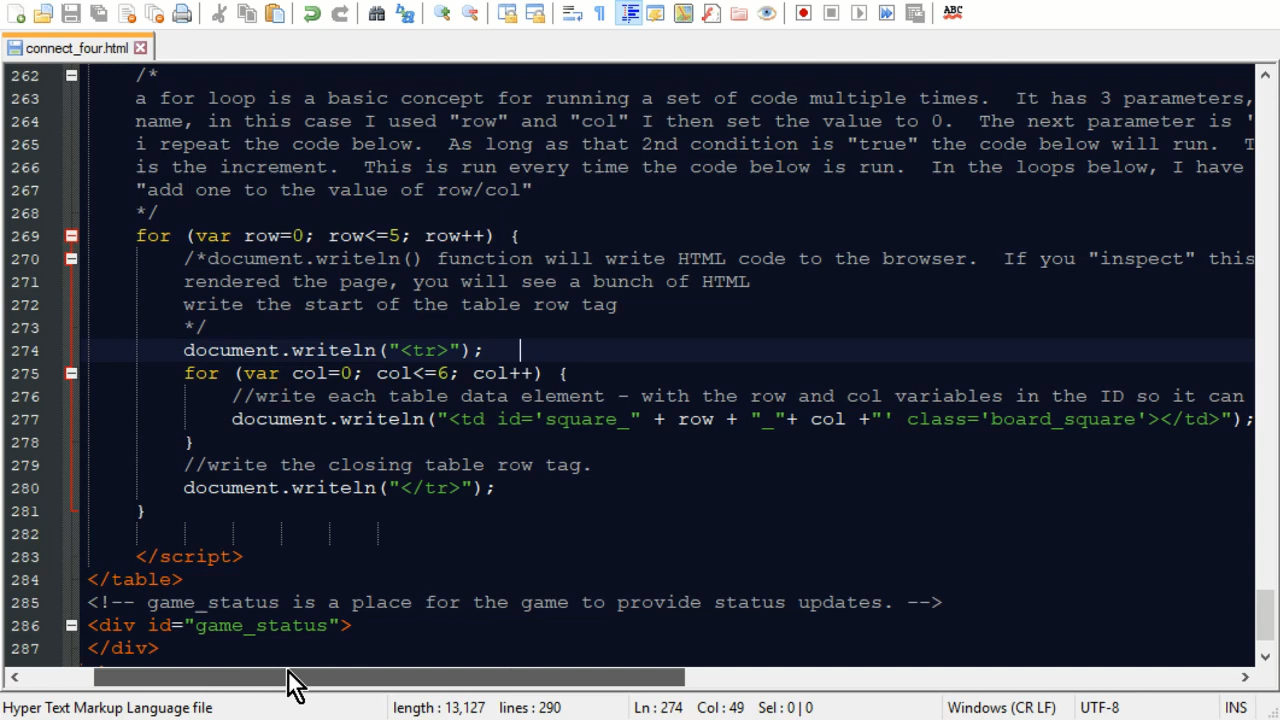 ABC
connect_four.html
262 /*
263 a for loop is a basic concept for running a set of code multiple times.  It has 3 parameters,
264 name, in this case I used "row" and "col" I then set the value to 0.  The next parameter is '
265 i repeat the code below.  As long as that 2nd condition is "true" the code below will run.  T
266 is the increment.  This is run every time the code below is run.  In the loops below, I have
267 "add one to the value of row/col"
268 */
269 for (var row=0; row<=5; row++) {
270 /*document.writeln() function will write HTML code to the browser.  If you "inspect" this
271 rendered the page, you will see a bunch of HTML
272 write the start of the table row tag
273 */
274 document.writeln("<tr>");
275 for (var col=0; col<=6; col++) {
276 //write each table data element - with the row and col variables in the ID so it can
277 document.writeln("<td id='square_" + row + "_"+ col +"' class='board_square'></td>");
278 }
279 //write the closing table row tag.
280 document.writeln("</tr>");
281 }
282
283 </script>
284 </table>
285 <!-- game_status is a place for the game to provide status updates. -->
286 <div id="game_status">
287 </div>
Hyper Text Markup Language file length : 13,127 lines : 290 Ln : 274 Col : 49 Sel : 0 | 0 Windows (CR LF) UTF-8 INS